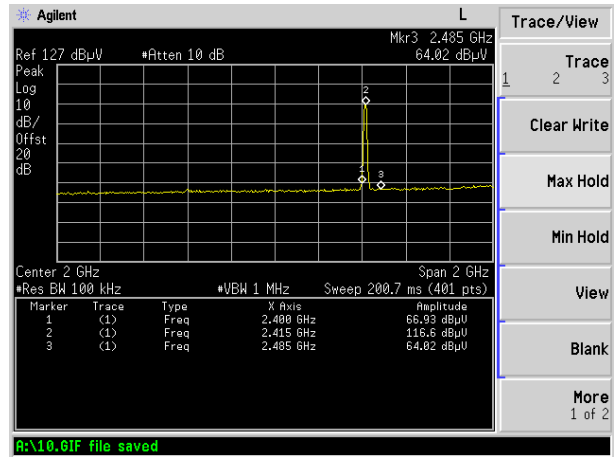 Agilent L Trace/View
Mkr3 2.485 GHz
Ref 127 dBµV #Atten 10 dB 64.02 dBµV
Peak
Log
10
dB/
Offst
20
dB
2
1
3
Center 2 GHz Span 2 GHz
#Res BW 100 kHz #VBW 1 MHz Sweep 200.7 ms (401 pts)
Marker Trace Type X Axis Amplitude
1 (1) Freq 2.400 GHz 66.93 dBµV
2 (1) Freq 2.415 GHz 116.6 dBµV
3 (1) Freq 2.485 GHz 64.02 dBµV
A:\10.GIF file saved
Trace
1 2 3
Clear Write
Max Hold
Min Hold
View
Blank
More
1 of 2